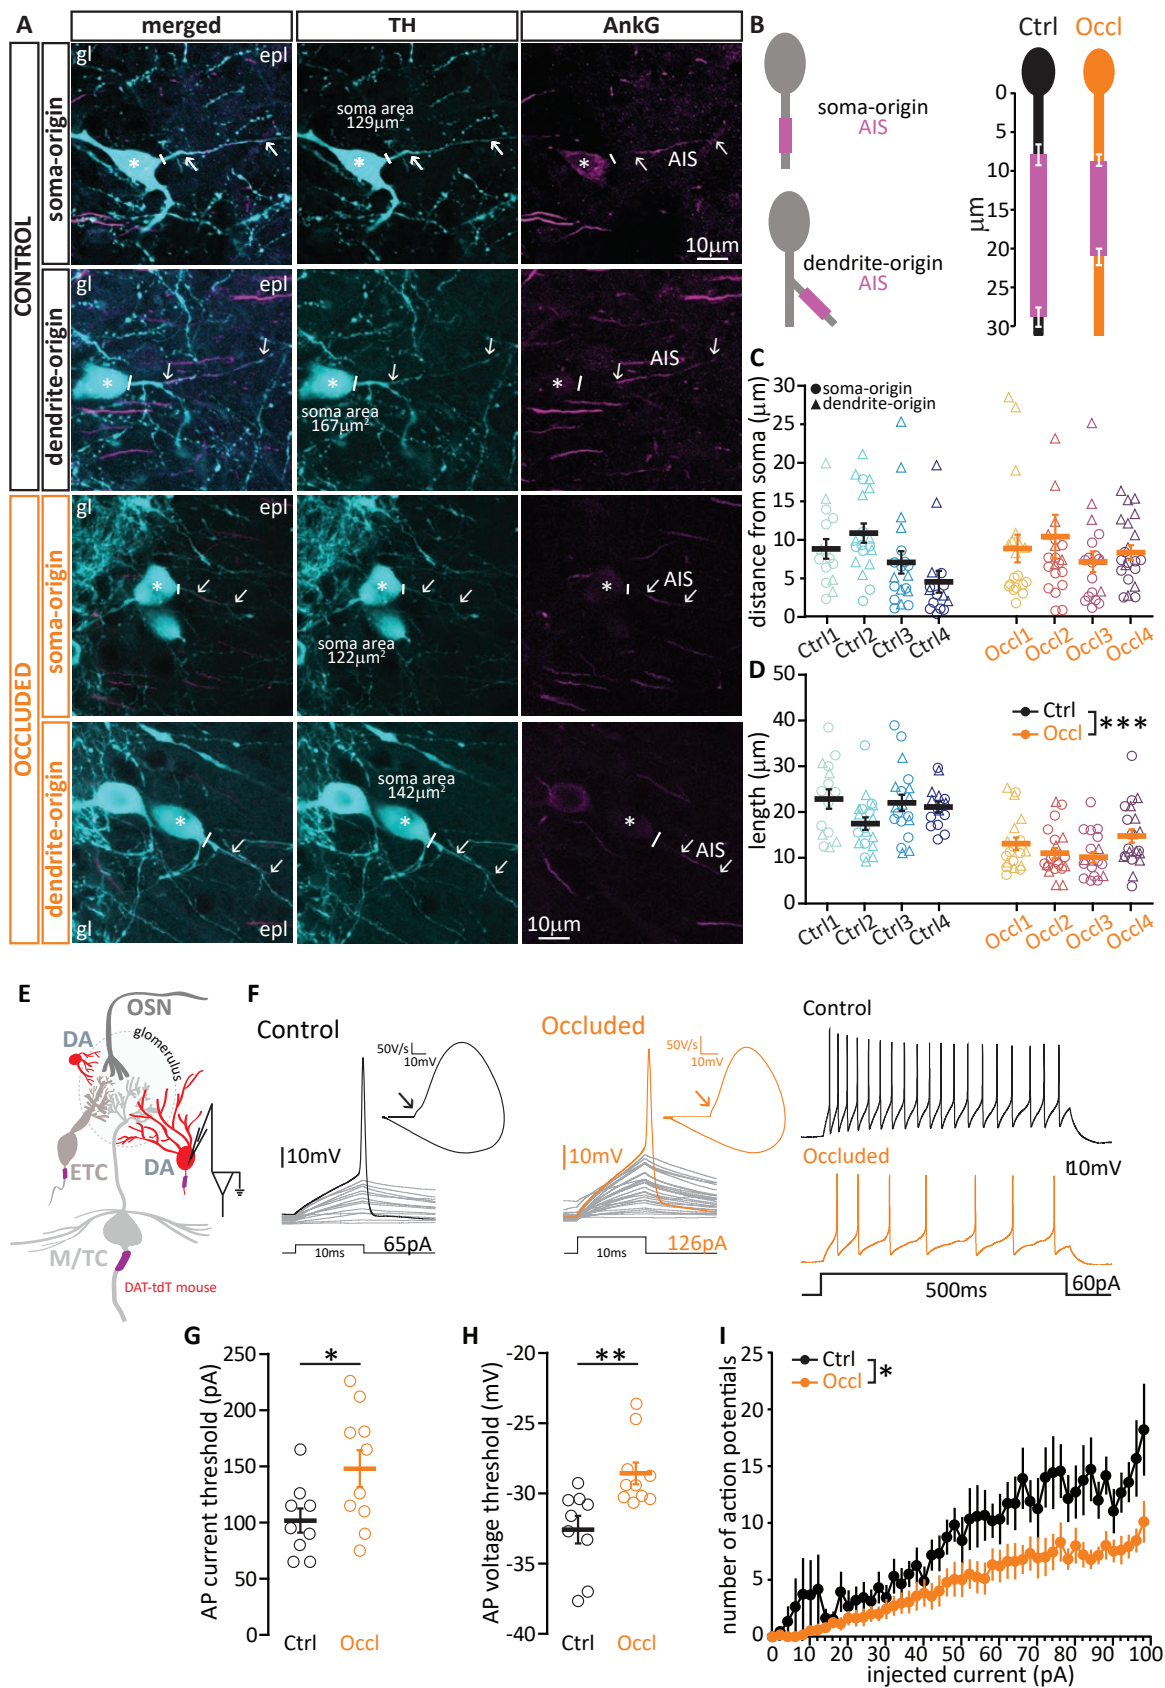 A
merged
TH
AnkG
CONTROL
soma-origin
gl
epl
*
soma area
129μm²
*
*
AIS
10μm
dendrite-origin
gl
epl
*
*
soma area
167μm²
*
AIS
OCCLUDED
soma-origin
gl
epl
*
*
soma area
122μm²
*
AIS
dendrite-origin
gl
epl
*
soma area
142μm²
*
*
AIS
10μm
B
soma-origin
AIS
dendrite-origin
AIS
Ctrl
Occl
0
10
20
30
μm
C
soma-origin
dendrite-origin
distance from soma (μm)
30
25
20
15
10
5
0
Ctrl1
Ctrl2
Ctrl3
Ctrl4
Occl1
Occl2
Occl3
Occl4
D
Ctrl
Occl
***
length (μm)
50
40
30
20
10
0
Ctrl1
Ctrl2
Ctrl3
Ctrl4
Occl1
Occl2
Occl3
Occl4
E
OSN
DA
glomerulus
DA
ETC
M/TC
DAT-tdT mouse
F
Control
50V/s
10mV
10mV
10ms
65pA
Occluded
50V/s
10mV
10mV
10ms
126pA
Control
10mV
Occluded
500ms
60pA
G
*
AP current threshold (pA)
250
200
150
100
50
0
Ctrl
Occl
H
**
AP voltage threshold (mV)
-20
-25
-30
-35
-40
Ctrl
Occl
I
Ctrl
Occl
*
number of action potentials
25
20
15
10
5
0
0 10 20 30 40 50 60 70 80 90 100
injected current (pA)